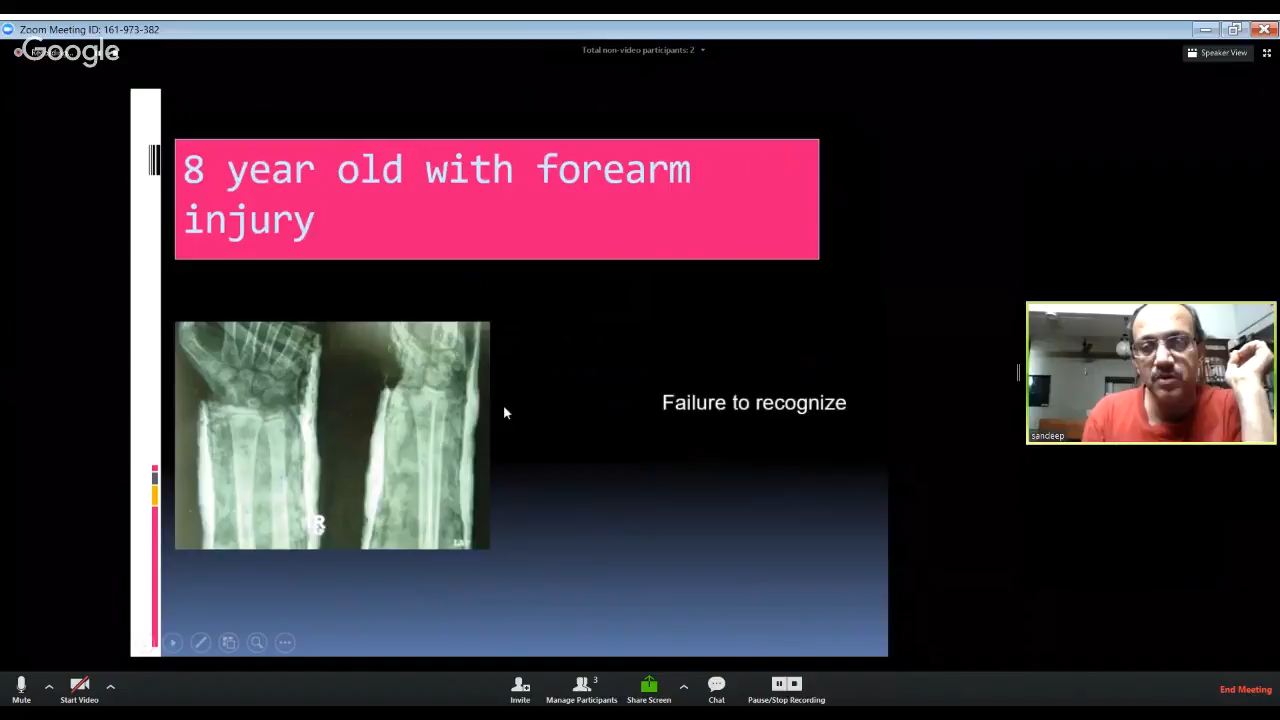 Zoom Meeting ID: 161-973-382
Google
Total non-video participants: 2
Speaker View
8 year old with forearm
injury
Failure to recognize
R
sandeep
Mute
Start Video
Invite
3
Manage Participants
Share Screen
Chat
Pause/Stop Recording
End Meeting